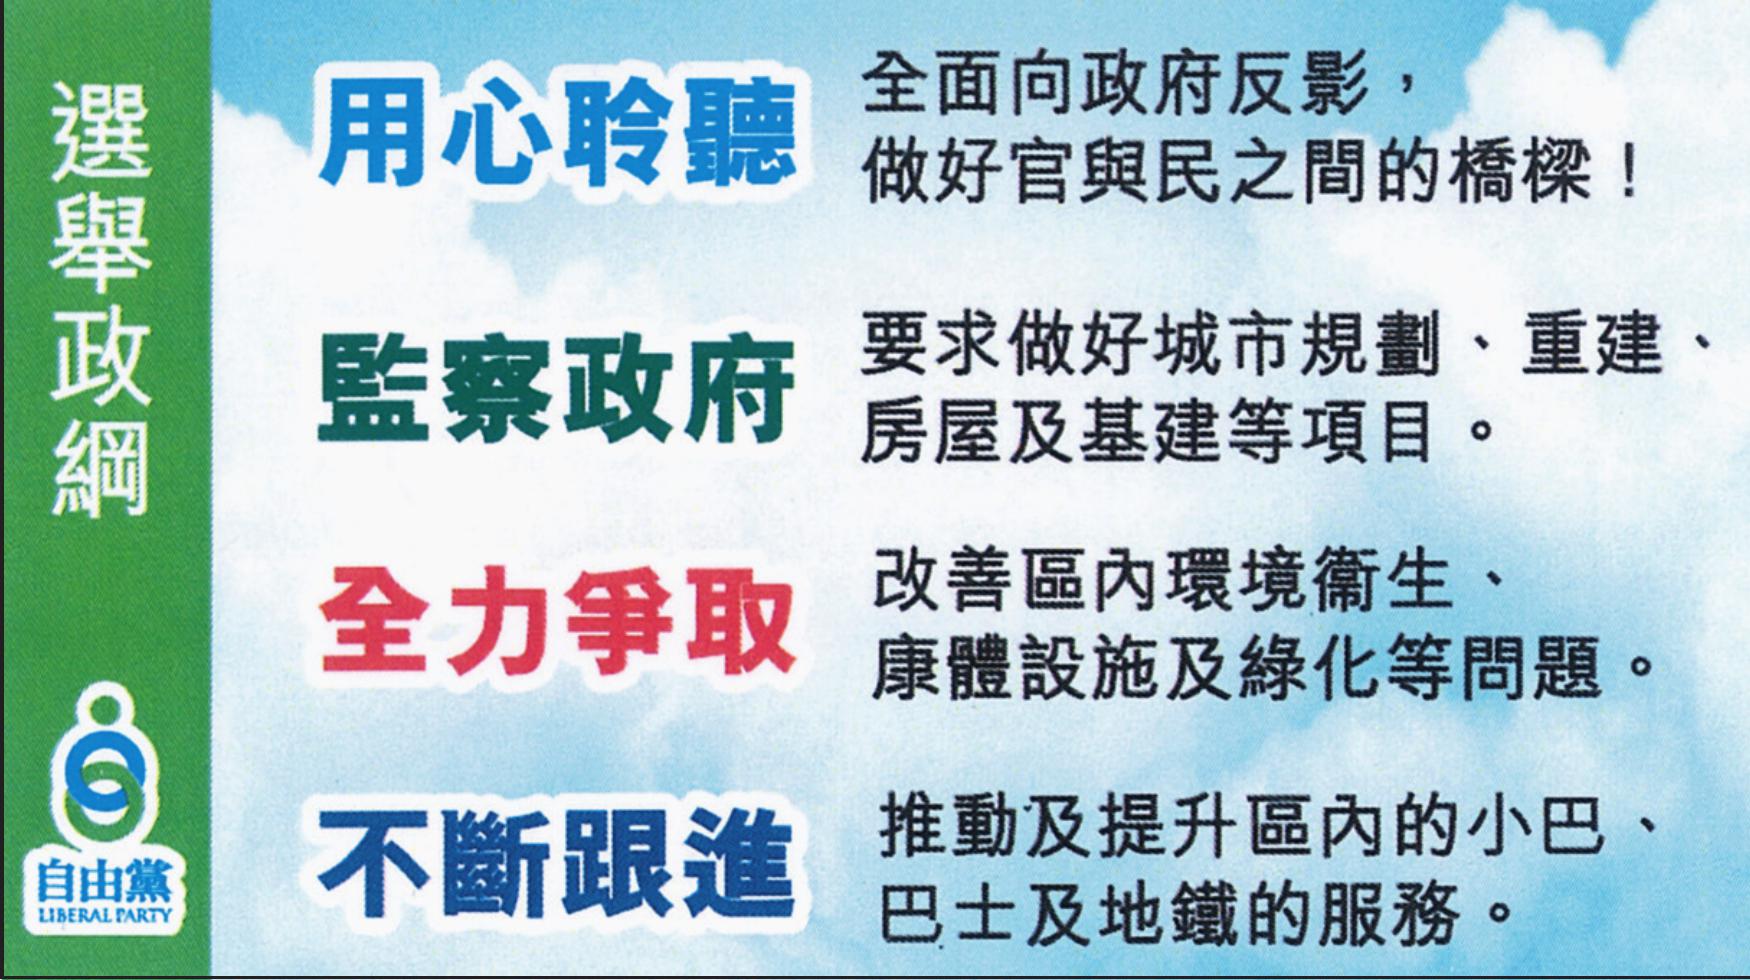 選舉政綱
用心聆聽
全面向政府反影，
做好官與民之間的橋樑！
監察政府
要求做好城市規劃、重建、
房屋及基建等項目。
全力爭取
改善區內環境衞生、
康體設施及綠化等問題。
不斷跟進
推動及提升區內的小巴、
巴士及地鐵的服務。
自由黨
LIBERAL PARTY